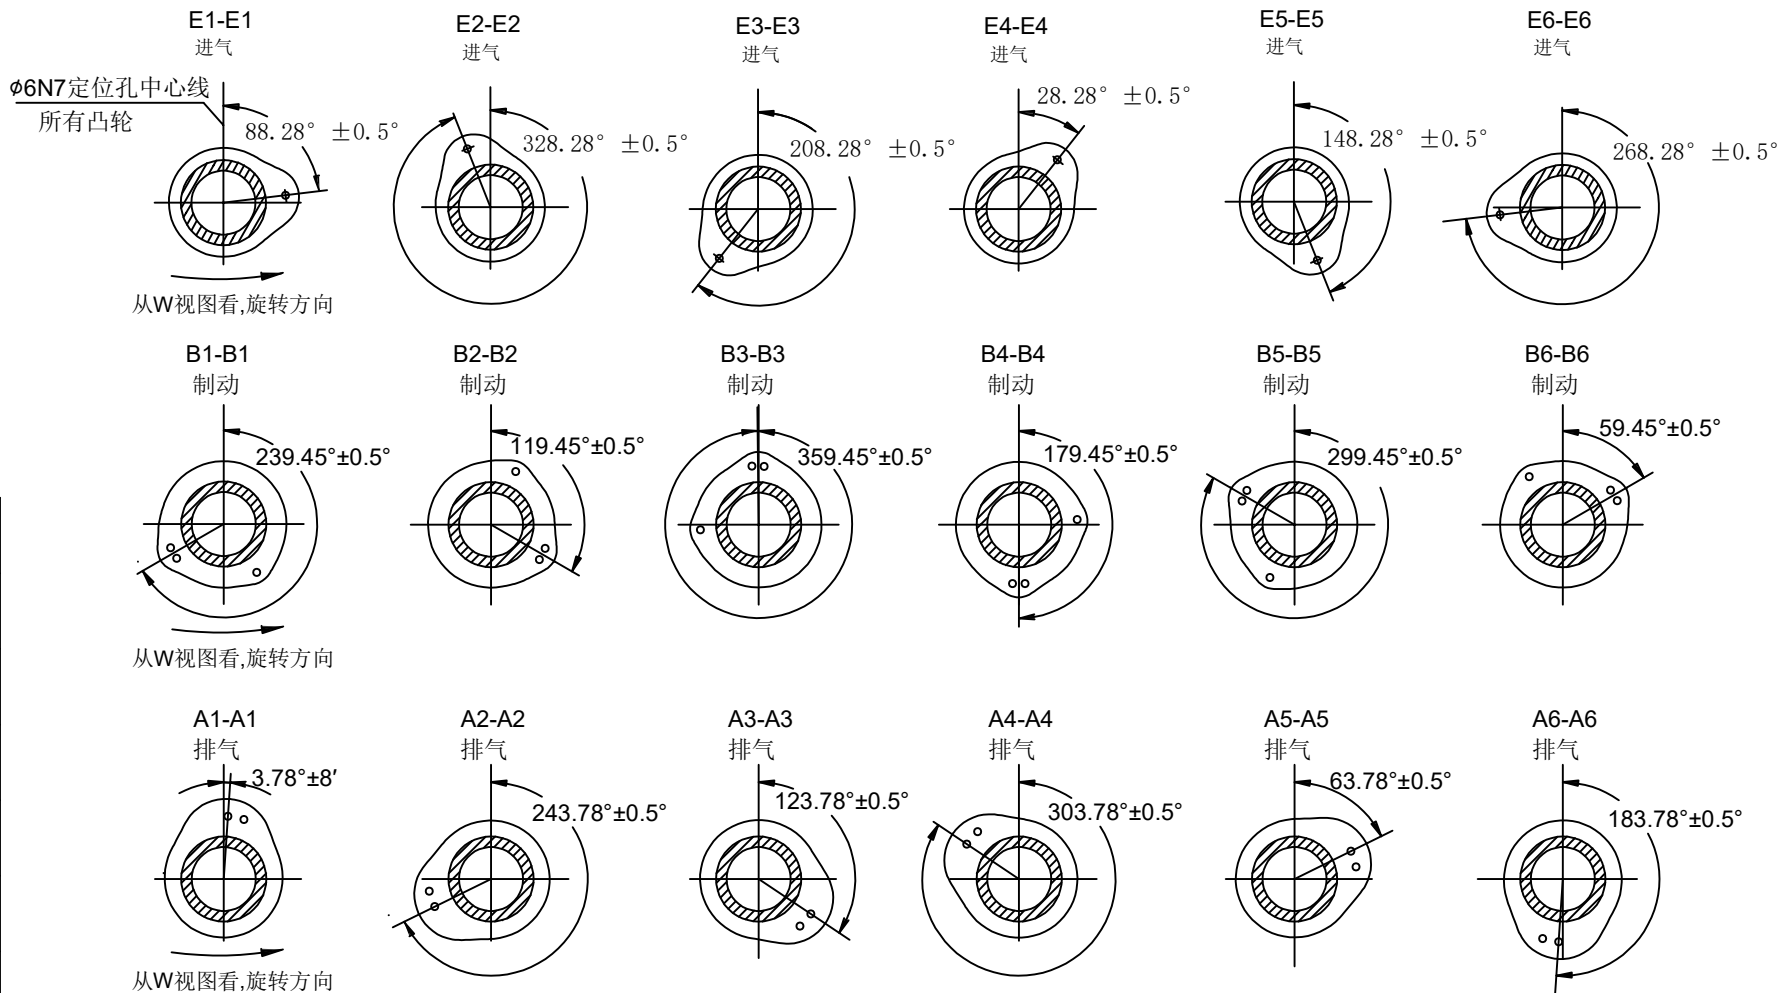 E1-E1
进气
E2-E2
进气
E3-E3
进气
E4-E4
进气
E5-E5
进气
E6-E6
进气
ϕ6N7定位孔中心线
所有凸轮
88.28° ±0.5°
328.28° ±0.5°
208.28° ±0.5°
28.28° ±0.5°
148.28° ±0.5°
268.28° ±0.5°
从W视图看,旋转方向
B1-B1
制动
B2-B2
制动
B3-B3
制动
B4-B4
制动
B5-B5
制动
B6-B6
制动
239.45°±0.5°
119.45°±0.5°
359.45°±0.5°
179.45°±0.5°
299.45°±0.5°
59.45°±0.5°
从W视图看,旋转方向
A1-A1
排气
A2-A2
排气
A3-A3
排气
A4-A4
排气
A5-A5
排气
A6-A6
排气
3.78°±8′
243.78°±0.5°
123.78°±0.5°
303.78°±0.5°
63.78°±0.5°
183.78°±0.5°
从W视图看,旋转方向